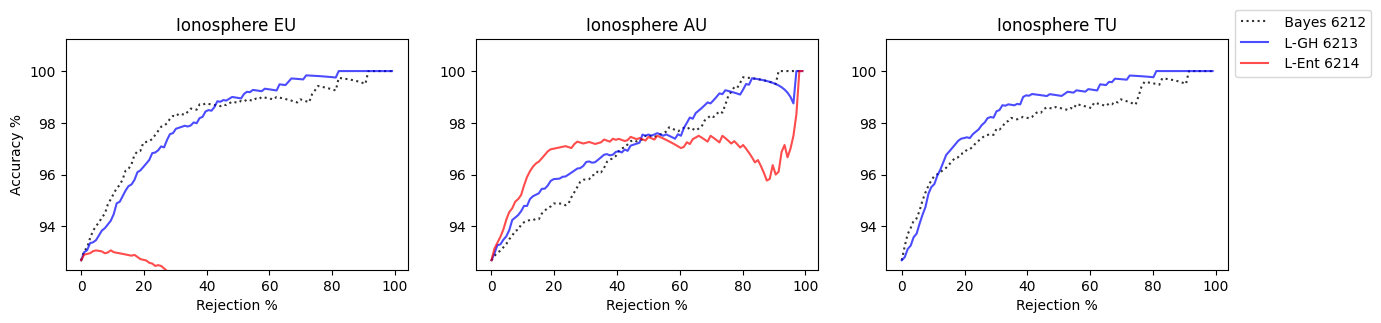 Ionosphere EU
Ionosphere AU
Ionosphere TU
Bayes 6212
L-GH 6213
L-Ent 6214
Accuracy %
100
98
96
94
0 20 40 60 80 100
Rejection %
100
98
96
94
0 20 40 60 80 100
Rejection %
100
98
96
94
0 20 40 60 80 100
Rejection %